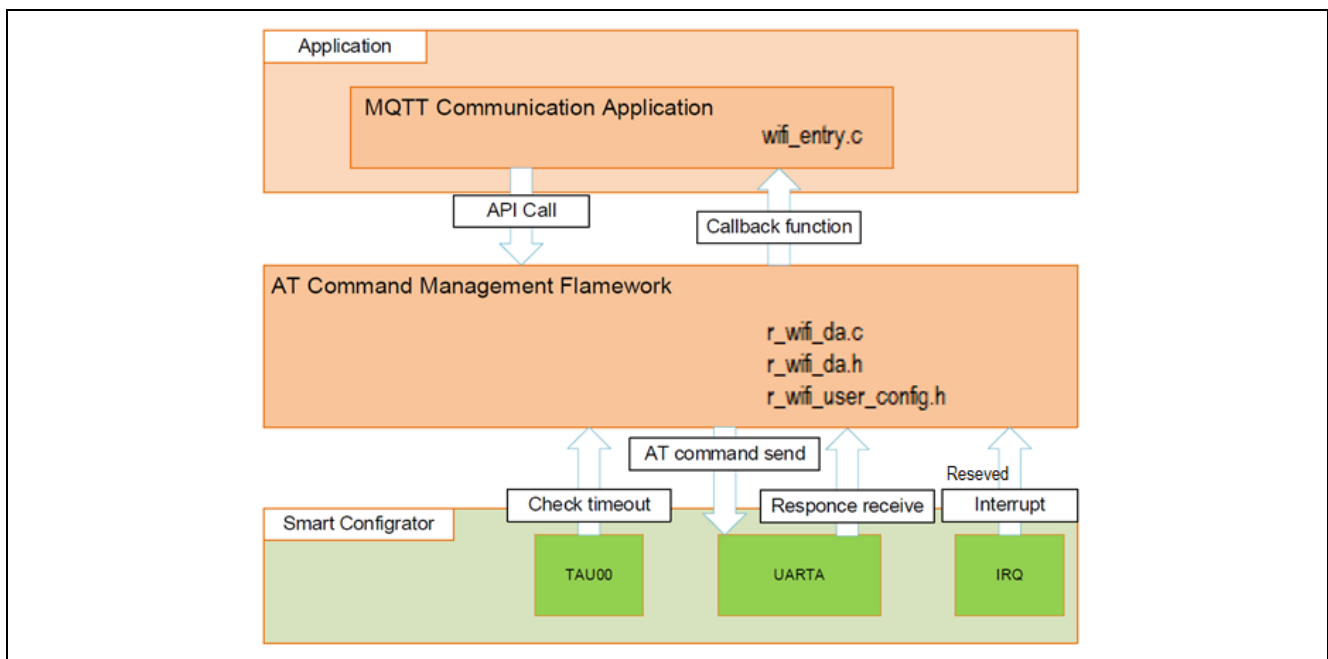 Application
MQTT Communication Application
wifi_entry.c
API Call
Callback function
AT Command Management Flamework
r_wifi_da.c
r_wifi_da.h
r_wifi_user_config.h
AT command send
Reseved
Check timeout
Responce receive
Interrupt
Smart Configrator
TAU00
UARTA
IRQ